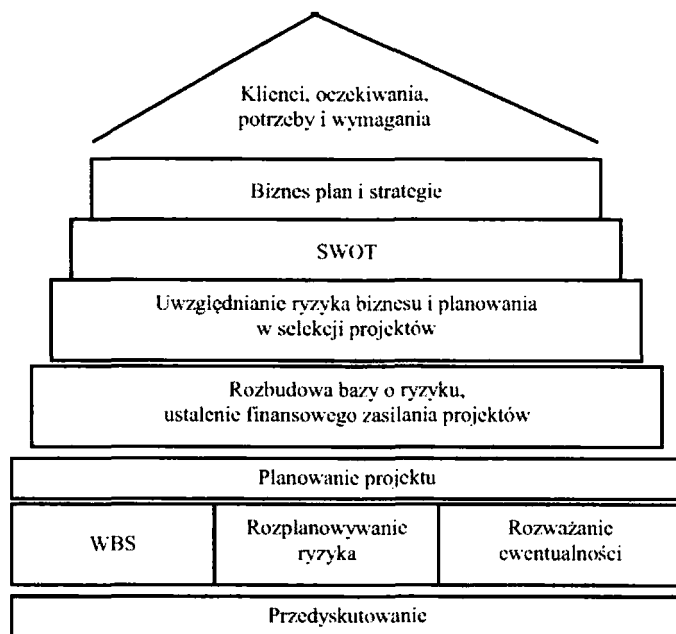 Klienci, oczekiwania,
potrzeby i wymagania
Biznes plan i strategie
SWOT
Uwzględnianie ryzyka biznesu i planowania
w selekcji projektów
Rozbudowa bazy o ryzyku,
ustalenie finansowego zasilania projektów
Planowanie projektu
WBS
Rozplanowywanie
ryzyka
Rozważanie
ewentualności
Przedyskutowanie